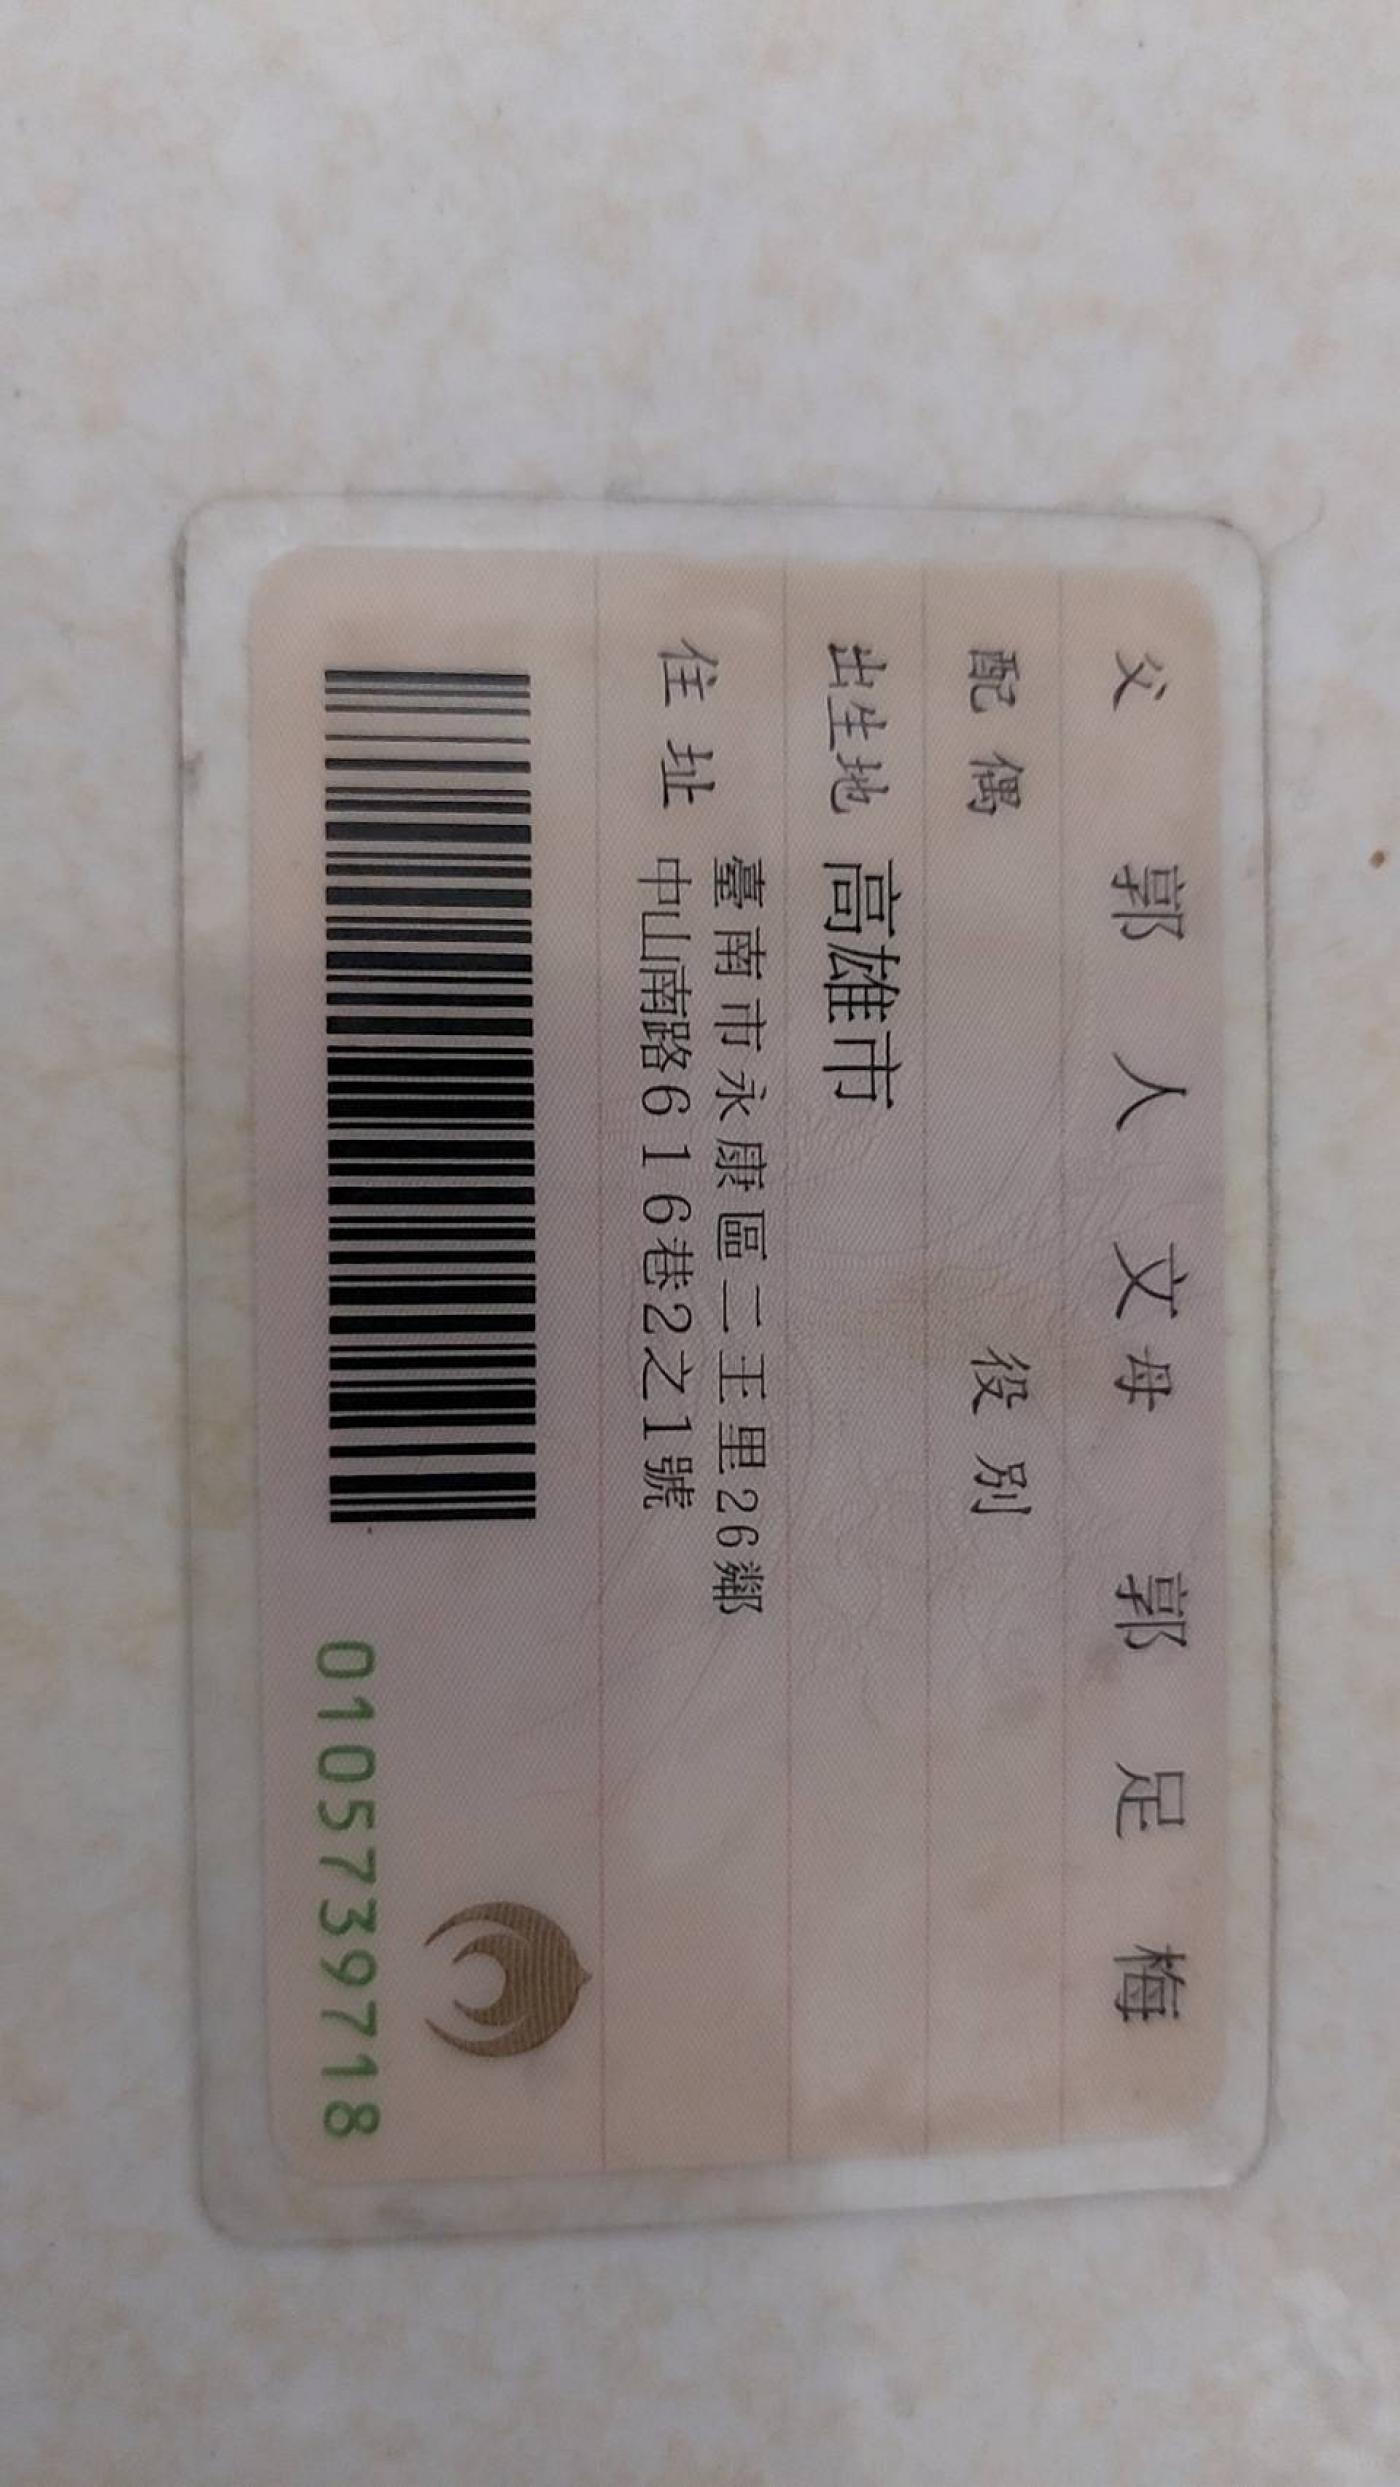 父 郭人文 母 郭足梅
配偶 役別
出生地 高雄市
住址 臺南市永康區二王里26鄰
中山南路616巷2之1號
0105739718